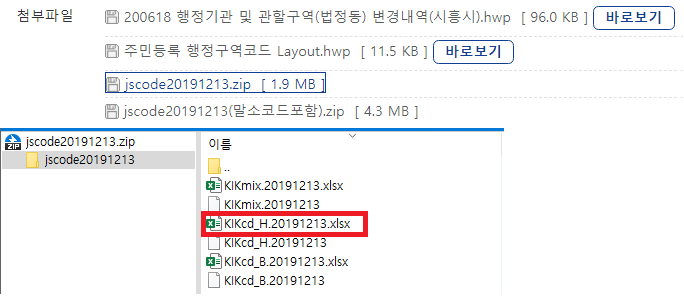 첨부파일
200618 행정기관 및 관할구역(법정동) 변경내역(시흥시).hwp [ 96.0 KB ] 바로보기
주민등록 행정구역코드 Layout.hwp [ 11.5 KB ] 바로보기
jscode20191213.zip [ 1.9 MB ]
jscode20191213(말소코드포함).zip [ 4.3 MB ]
ZIP jscode20191213.zip
jscode20191213
이름
..
KIKmix.20191213.xlsx
KIKmix.20191213
KIKcd_H.20191213.xlsx
KIKcd_H.20191213
KIKcd_B.20191213.xlsx
KIKcd_B.20191213